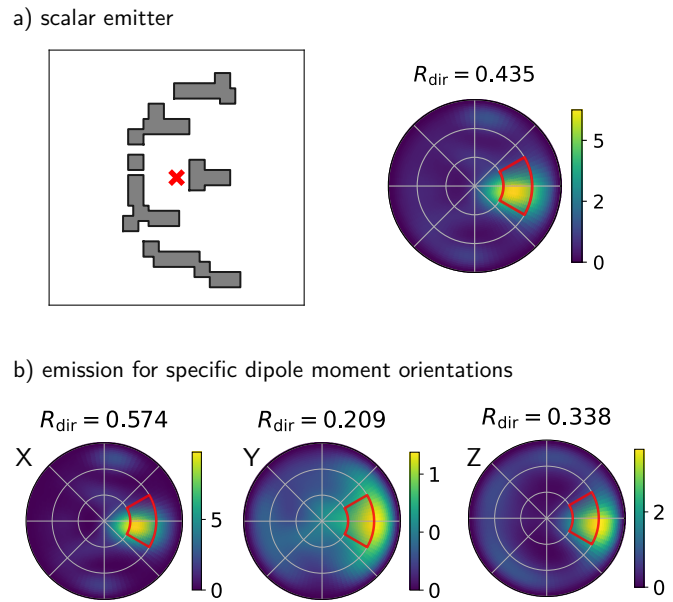 a) scalar emitter
R_dir = 0.435
5
2
0
b) emission for specific dipole moment orientations
R_dir = 0.574
R_dir = 0.209
R_dir = 0.338
X
Y
Z
5
0
1
0
0
2
0